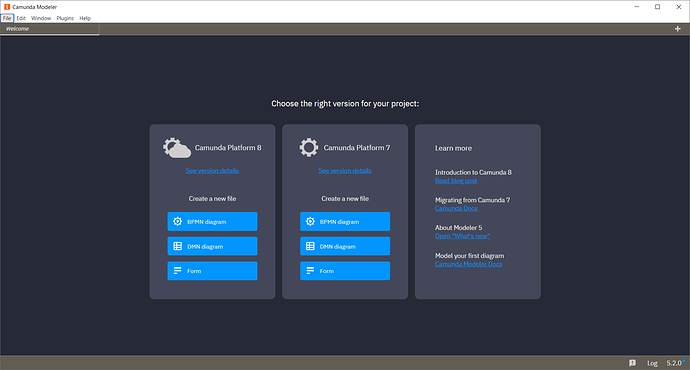 Camunda Modeler
File Edit Window Plugins Help
Welcome
Choose the right version for your project:
Camunda Platform 8
See version details
Create a new file
BPMN diagram
DMN diagram
Form
Camunda Platform 7
See version details
Create a new file
BPMN diagram
DMN diagram
Form
Learn more
Introduction to Camunda 8
Read blog post
Migrating from Camunda 7
Camunda Docs
About Modeler 5
Open "What's new"
Model your first diagram
Camunda Modeler Docs
Log 5.2.0